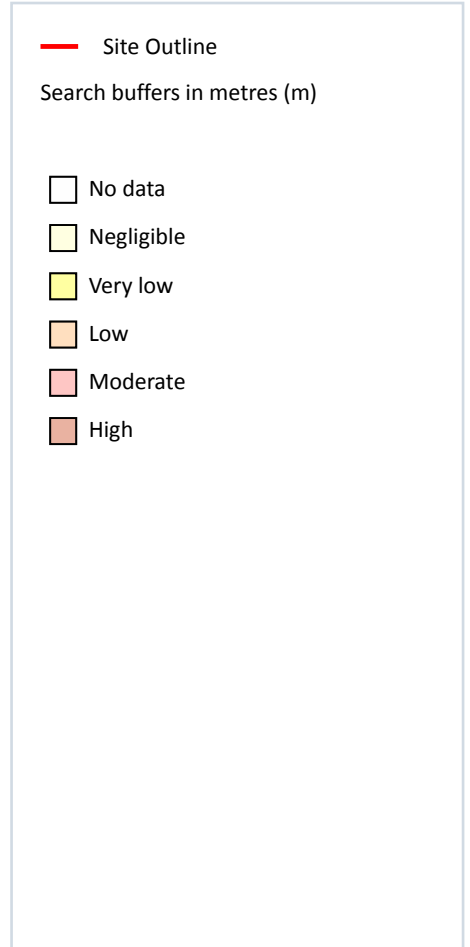 Site Outline
Search buffers in metres (m)
No data
Negligible
Very low
Low
Moderate
High